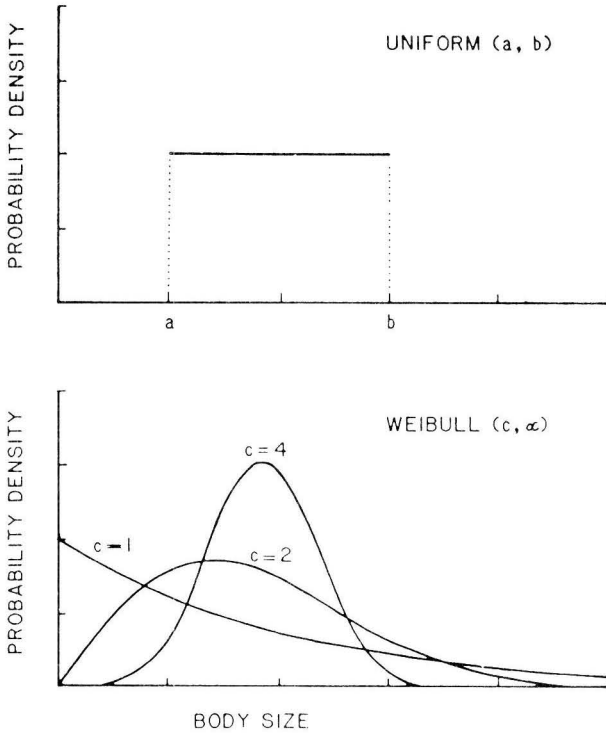 UNIFORM (a, b)
PROBABILITY DENSITY
a b
WEIBULL (c, ∝)
PROBABILITY DENSITY
c = 4
c = 1
c = 2
BODY SIZE